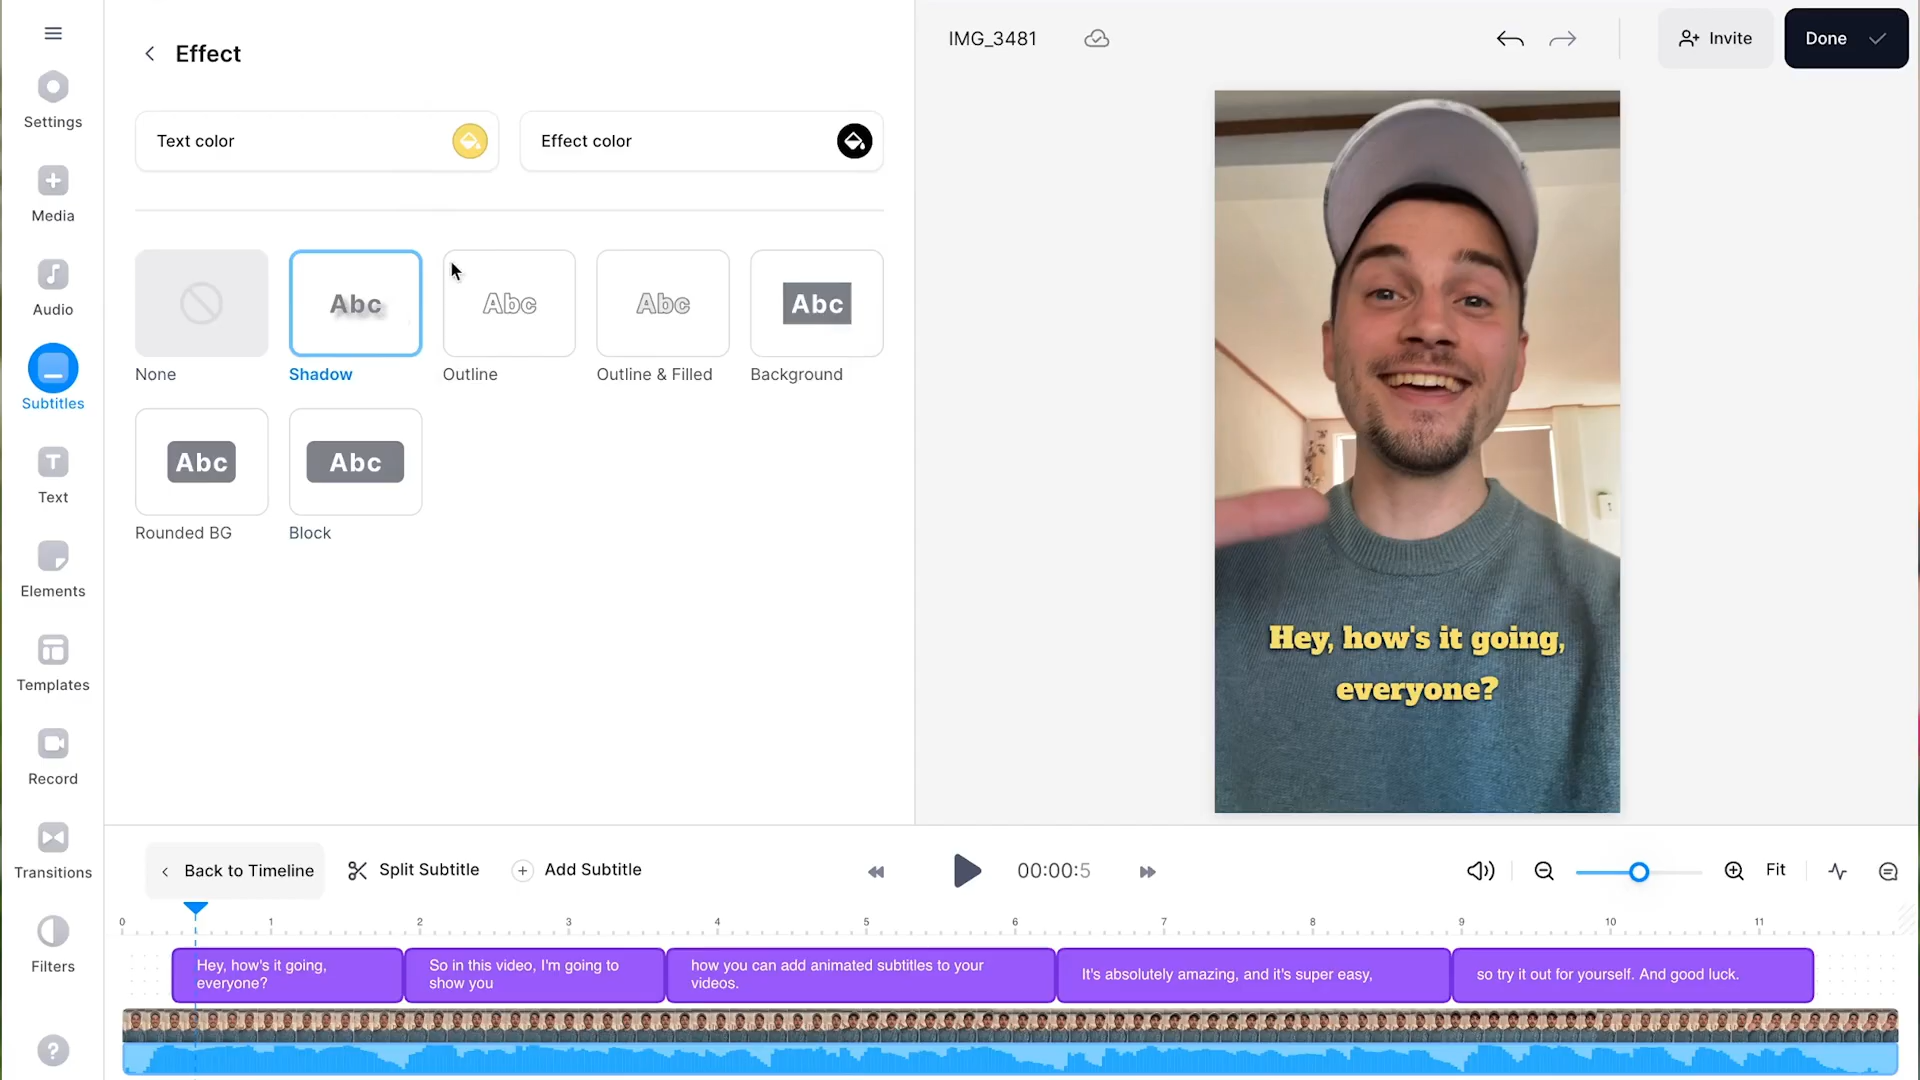 Settings
Media
Audio
Subtitles
Text
Elements
Templates
Record
Transitions
Filters
?
Effect
Text color
Effect color
Abc
Abc
Abc
Abc
None
Shadow
Outline
Outline & Filled
Background
Abc
Abc
Rounded BG
Block
IMG_3481
Invite
Done
Hey, how's it going,
everyone?
Back to Timeline
Split Subtitle
Add Subtitle
00:00:5
Fit
0
1
2
3
4
5
6
7
8
9
10
11
Hey, how's it going,
everyone?
So in this video, I'm going to
show you
how you can add animated subtitles to your
videos.
It's absolutely amazing, and it's super easy,
so try it out for yourself. And good luck.